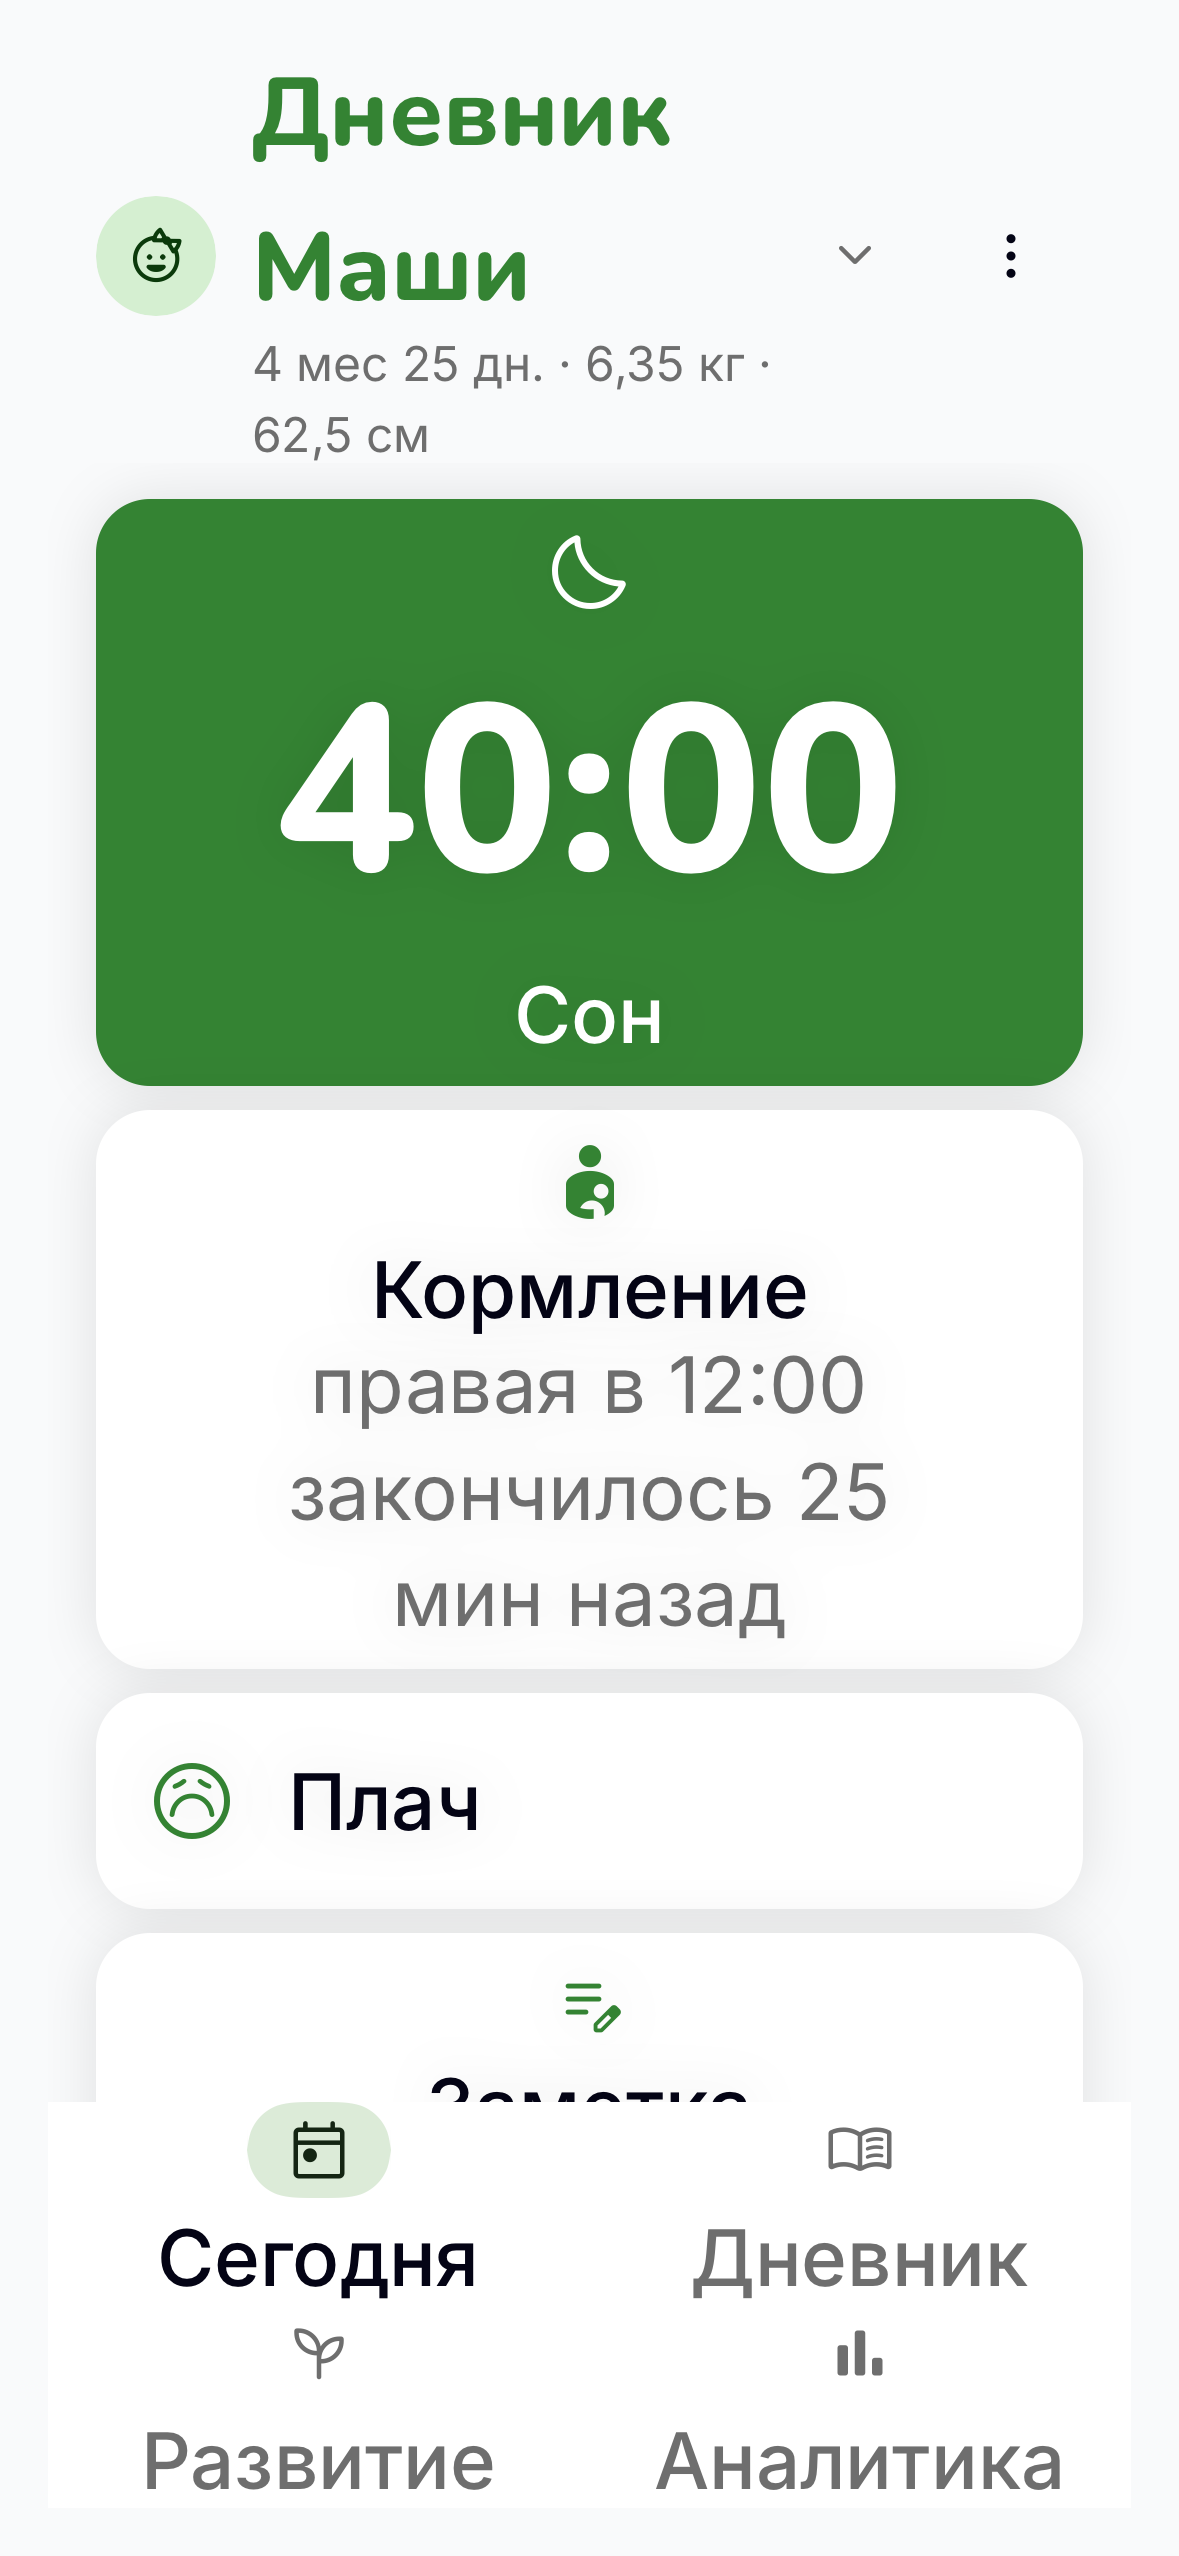 Дневник
Маши
4 мес 25 дн. · 6,35 кг ·
62,5 см
40:00
Сон
Кормление
правая в 12:00
закончилось 25
мин назад
Плач
Заметка
Сегодня
Дневник
Развитие
Аналитика